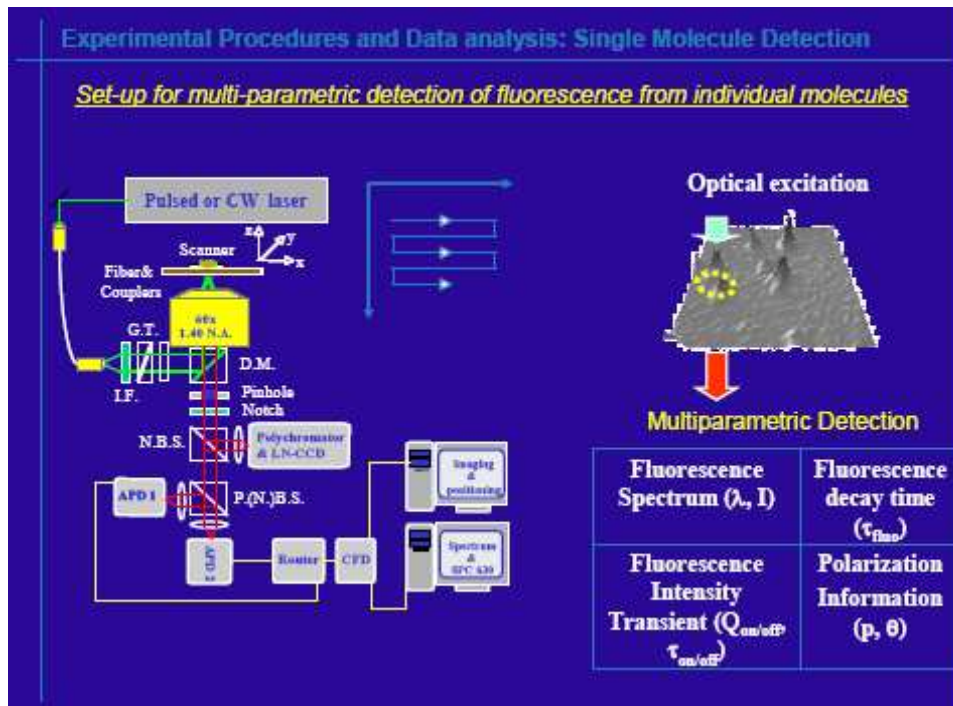 Experimental Procedures and Data analysis: Single Molecule Detection
Set-up for multi-parametric detection of fluorescence from individual molecules
Pulsed or CW laser
z
y
x
Scanner
Fiber&
Couplers
60x
1.40 N.A.
G.T.
D.M.
I.F.
Pinhole
Notch
N.B.S.
Polychromator
& LN-CCD
APD 1
P.(N.)B.S.
APD 2
Router
CFD
Imaging
&
positioning
Spectrum
&
SPC 630
Optical excitation
Multiparametric Detection
Fluorescence
Spectrum (λ, I)
Fluorescence
decay time
(τfluo)
Fluorescence
Intensity
Transient (Qon/off,
τon/off)
Polarization
Information
(p, θ)